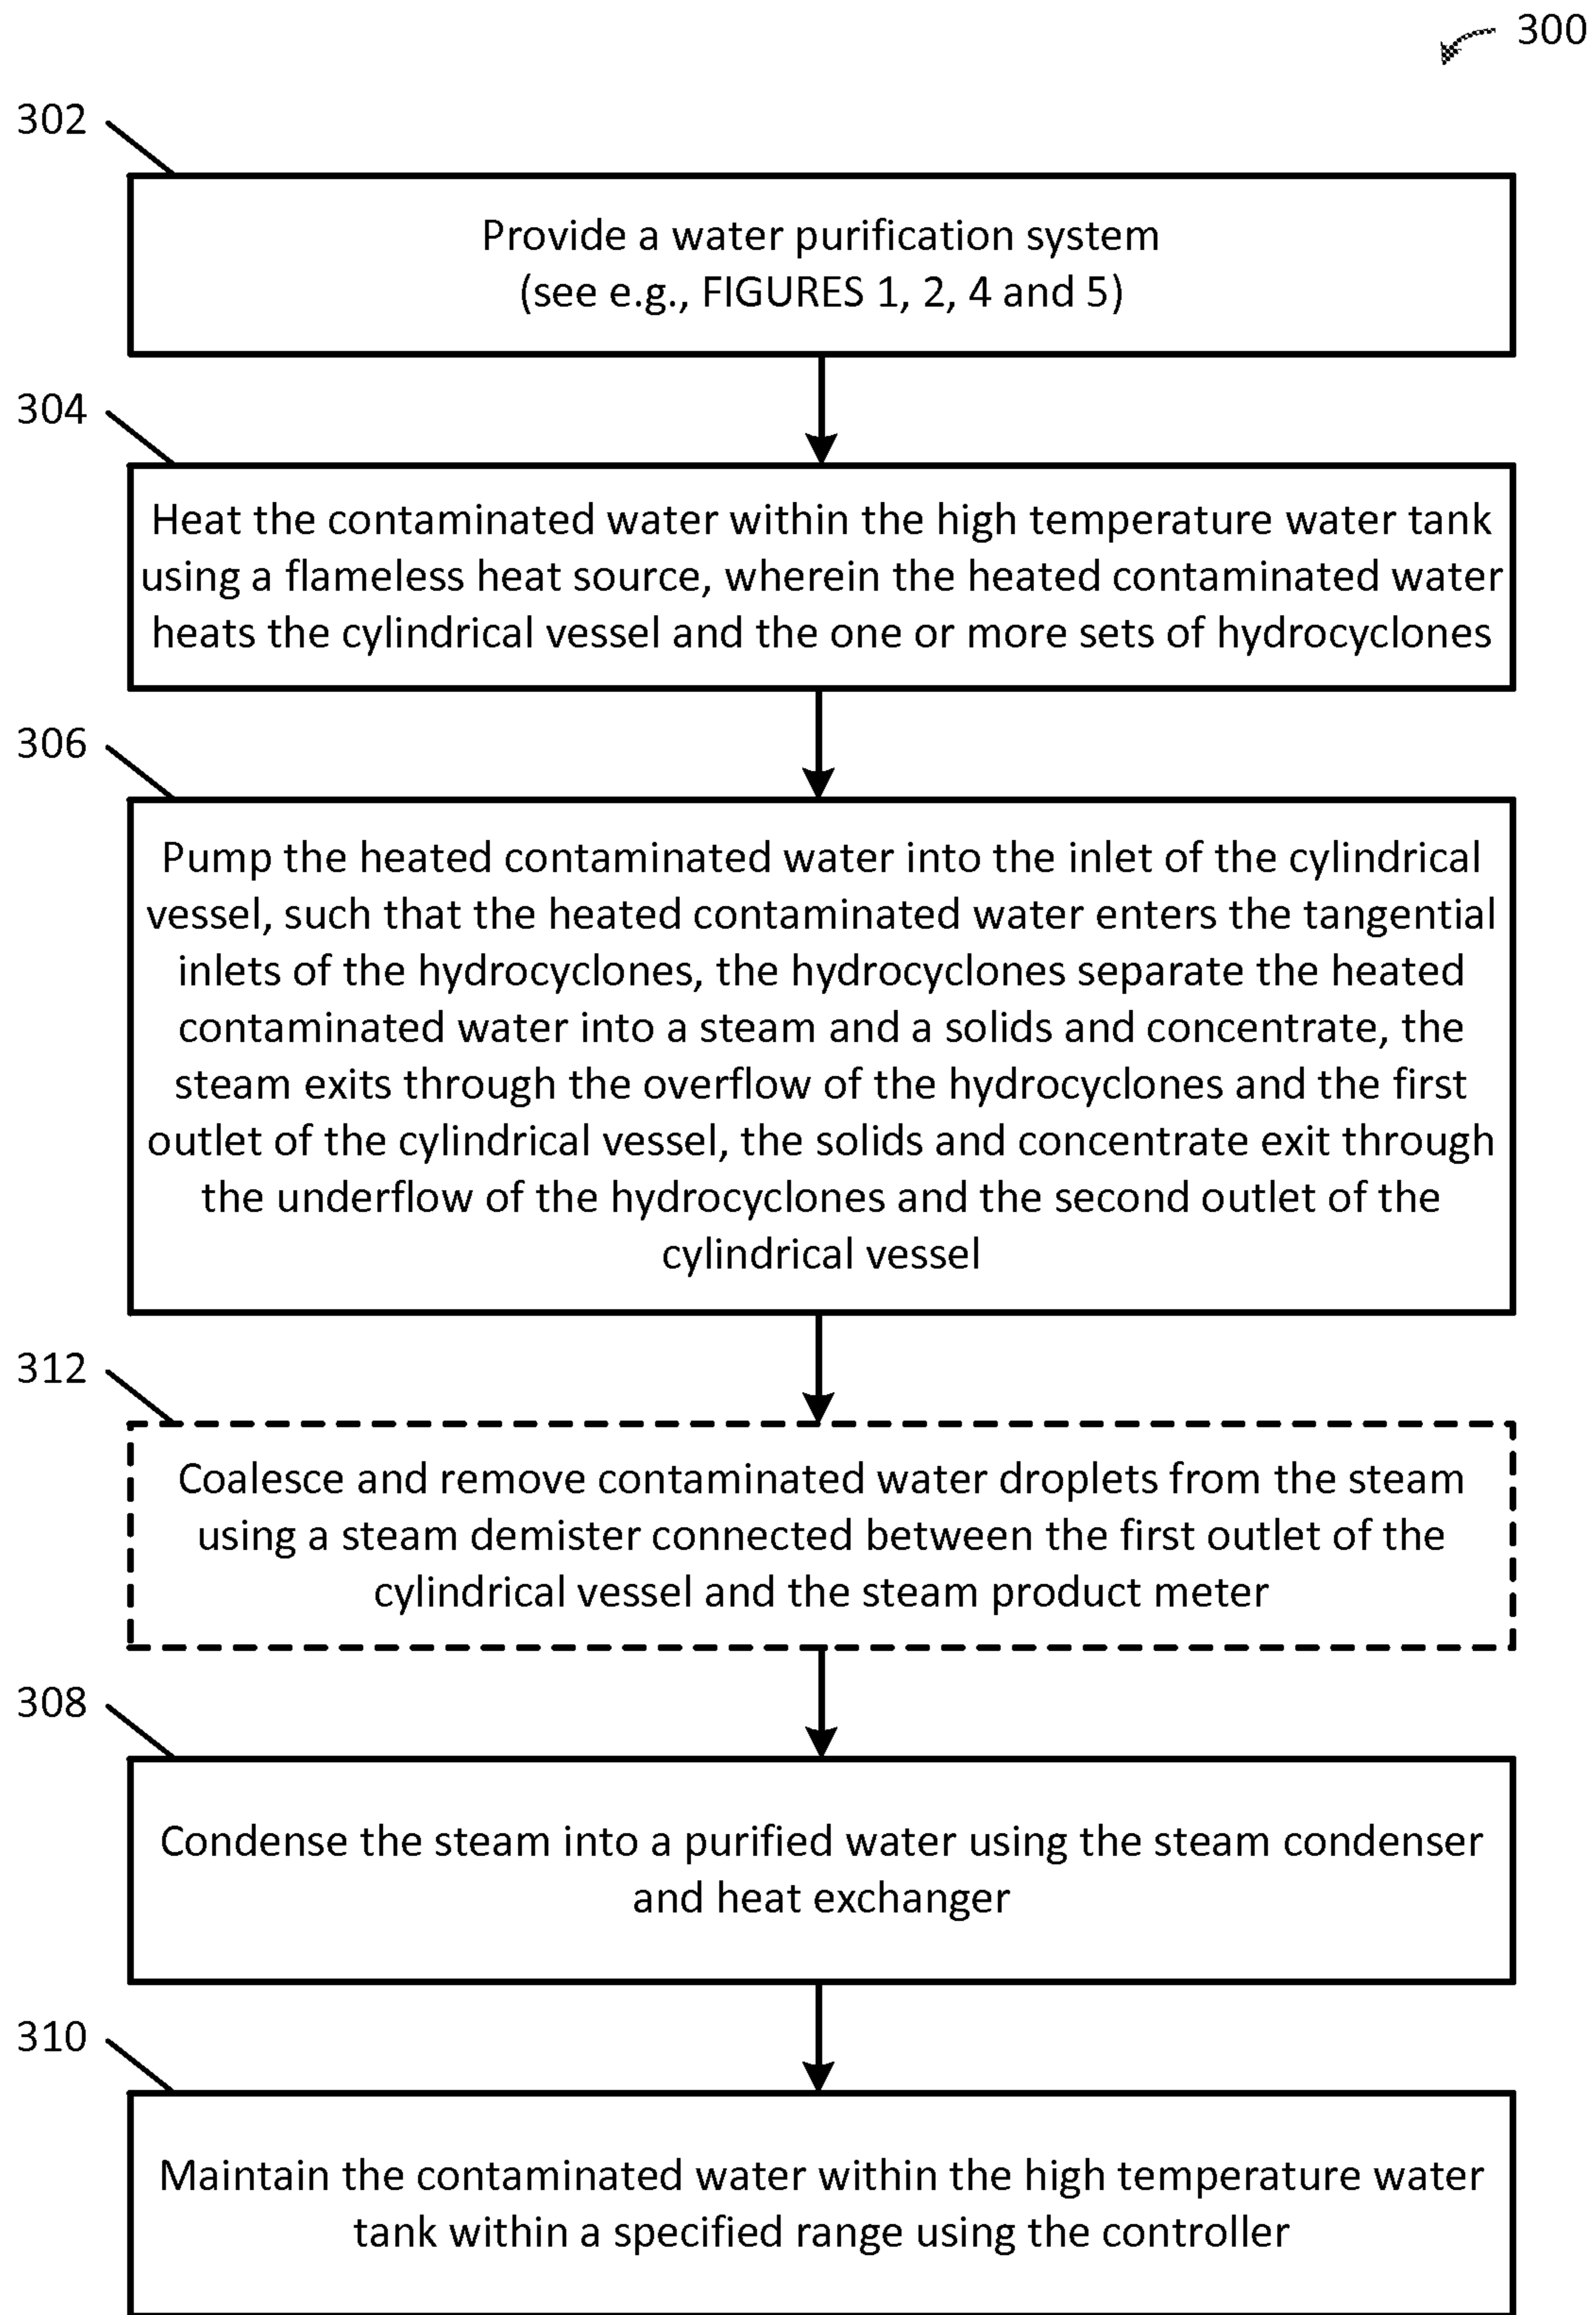 300
302
Provide a water purification system
(see e.g., FIGURES 1, 2, 4 and 5)
304
Heat the contaminated water within the high temperature water tank
using a flameless heat source, wherein the heated contaminated water
heats the cylindrical vessel and the one or more sets of hydrocyclones
306
Pump the heated contaminated water into the inlet of the cylindrical
vessel, such that the heated contaminated water enters the tangential
inlets of the hydrocyclones, the hydrocyclones separate the heated
contaminated water into a steam and a solids and concentrate, the
steam exits through the overflow of the hydrocyclones and the first
outlet of the cylindrical vessel, the solids and concentrate exit through
the underflow of the hydrocyclones and the second outlet of the
cylindrical vessel
312
Coalesce and remove contaminated water droplets from the steam
using a steam demister connected between the first outlet of the
cylindrical vessel and the steam product meter
308
Condense the steam into a purified water using the steam condenser
and heat exchanger
310
Maintain the contaminated water within the high temperature water
tank within a specified range using the controller